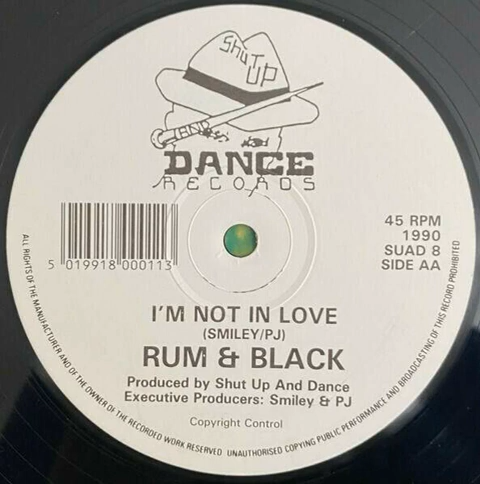 Shut
UP
AND
DANCE
RECORDS
5 019918 000113
45 RPM
1990
SUAD 8
SIDE AA
I'M NOT IN LOVE
(SMILEY/PJ)
RUM & BLACK
Produced by Shut Up And Dance
Executive Producers: Smiley & PJ
Copyright Control
ALL RIGHTS OF THE MANUFACTURER AND OF THE OWNER OF THE RECORDED WORK RESERVED UNAUTHORISED COPYING PUBLIC PERFORMANCE AND BROADCASTING OF THIS RECORD PROHIBITED